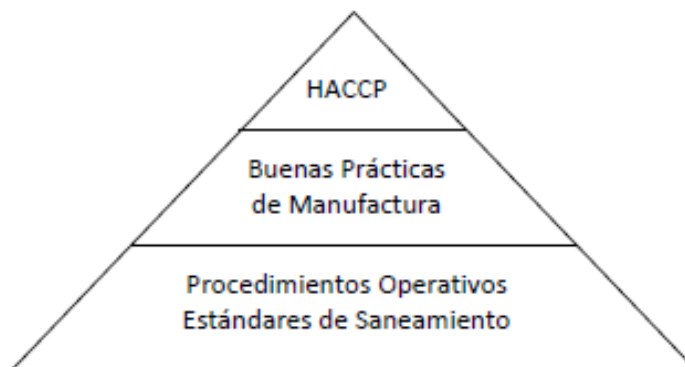 HACCP
Buenas Prácticas
de Manufactura
Procedimientos Operativos
Estándares de Saneamiento